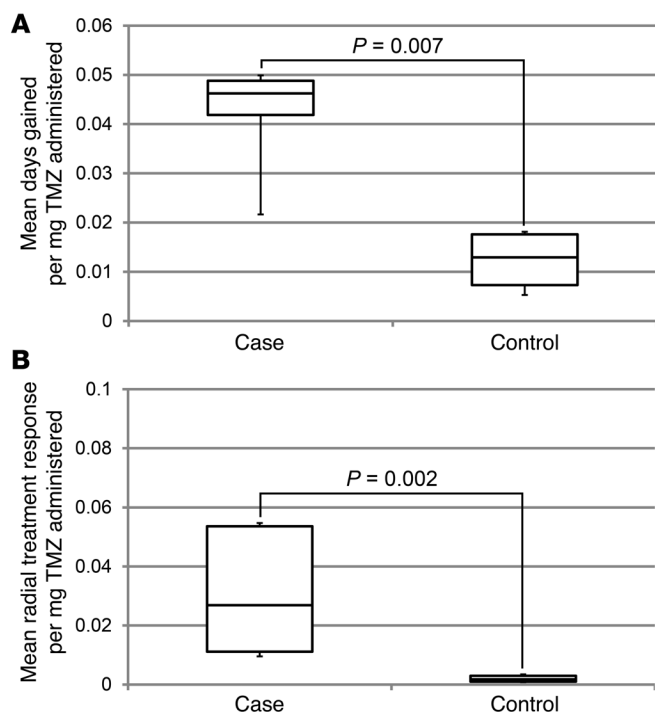 A
Mean days gained
per mg TMZ administered
0.06
0.05
0.04
0.03
0.02
0.01
0
P = 0.007
Case
Control
B
Mean radial treatment response
per mg TMZ administered
0.1
0.08
0.06
0.04
0.02
0
P = 0.002
Case
Control